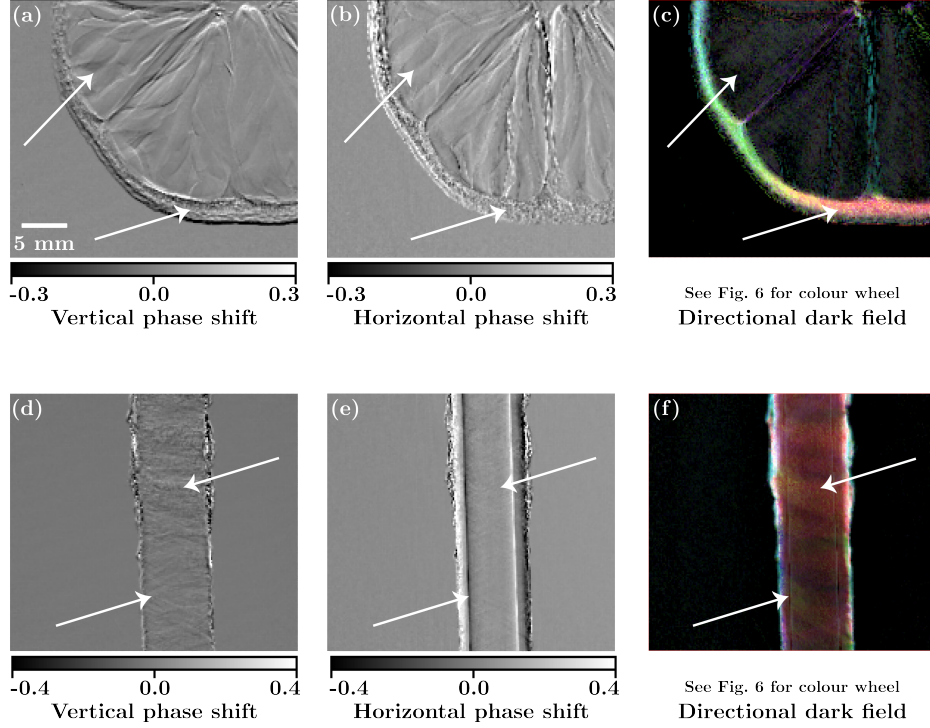 (a)
(b)
(c)
5 mm
-0.3 0.0 0.3
Vertical phase shift
-0.3 0.0 0.3
Horizontal phase shift
See Fig. 6 for colour wheel
Directional dark field
(d)
(e)
(f)
-0.4 0.0 0.4
Vertical phase shift
-0.4 0.0 0.4
Horizontal phase shift
See Fig. 6 for colour wheel
Directional dark field